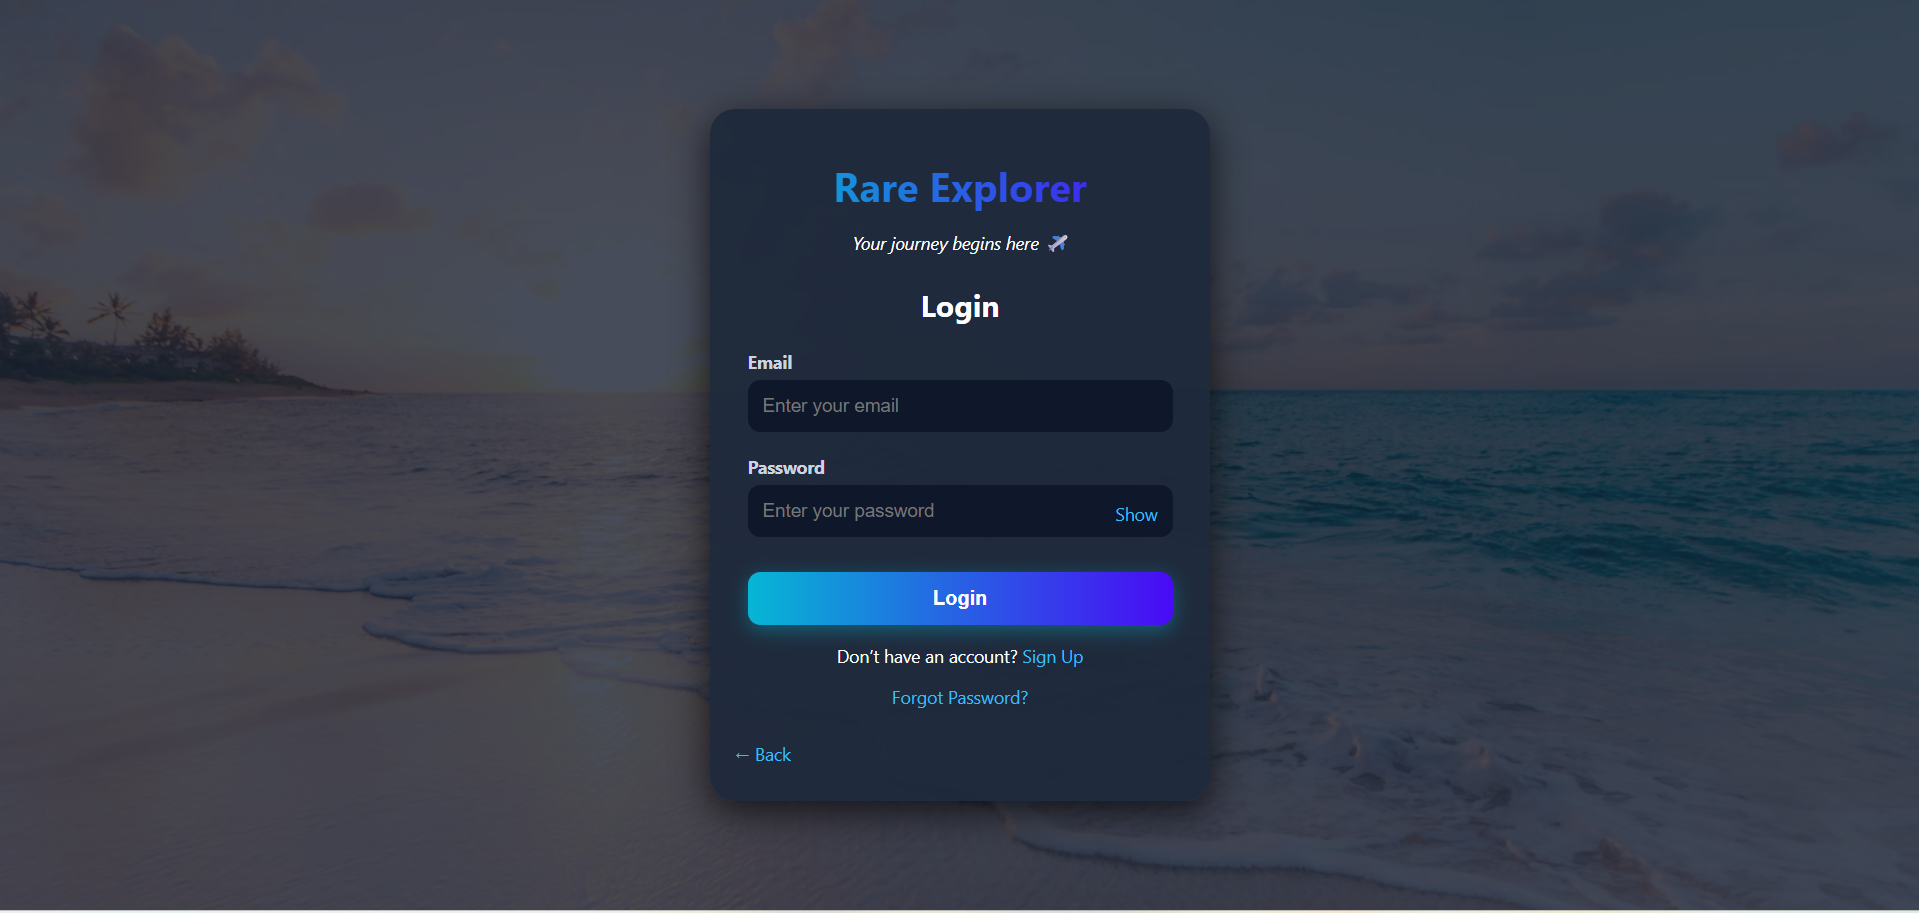 Rare Explorer
Your journey begins here ✈️
Login
Email
Enter your email
Password
Enter your password Show
Login
Don’t have an account? Sign Up
Forgot Password?
← Back